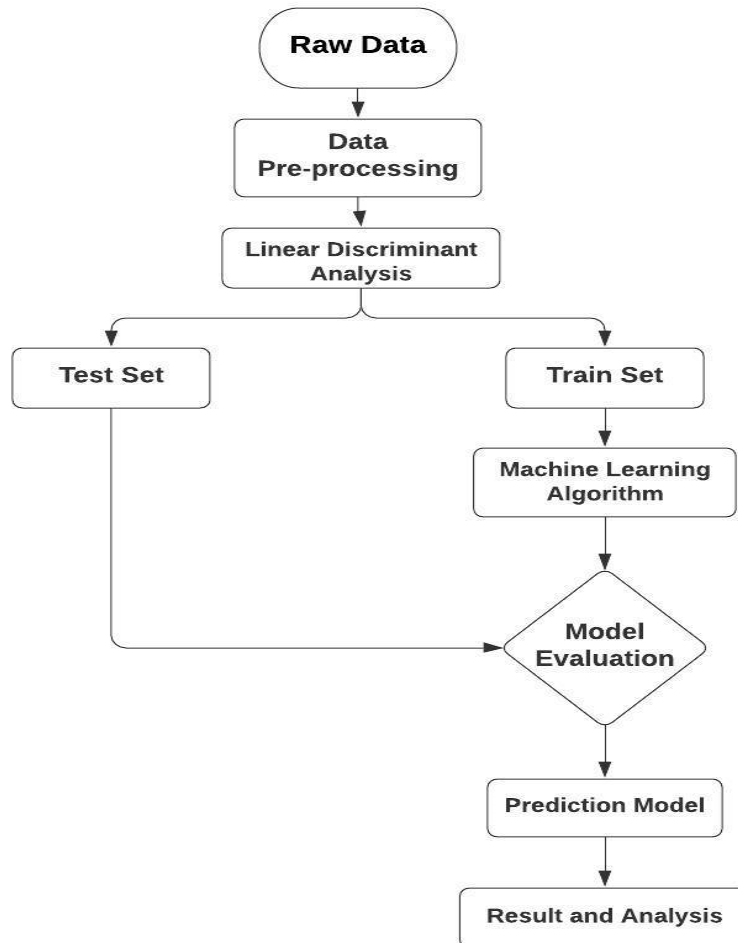 Raw Data
Data
Pre-processing
Linear Discriminant
Analysis
Test Set
Train Set
Machine Learning
Algorithm
Model
Evaluation
Prediction Model
Result and Analysis